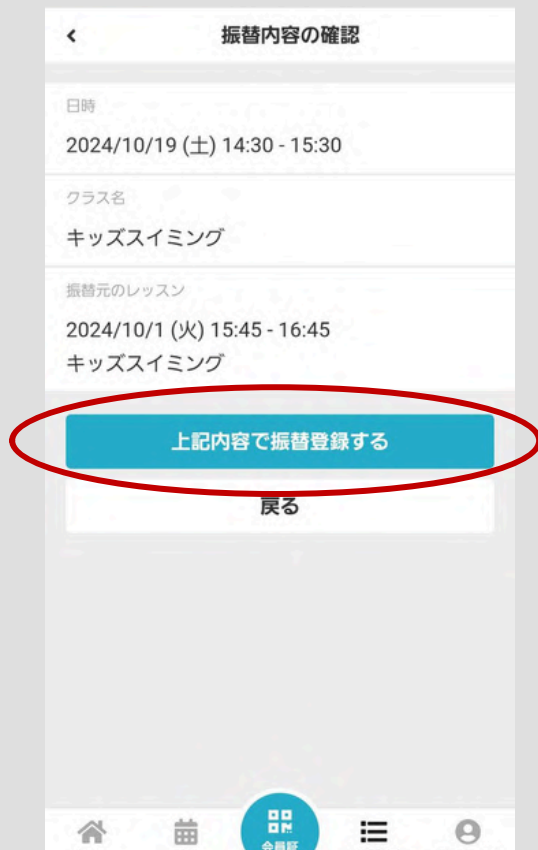 振替内容の確認
日時
2024/10/19 (土) 14:30 - 15:30
クラス名
キッズスイミング
振替元のレッスン
2024/10/1 (火) 15:45 - 16:45
キッズスイミング
上記内容で振替登録する
戻る
会員証